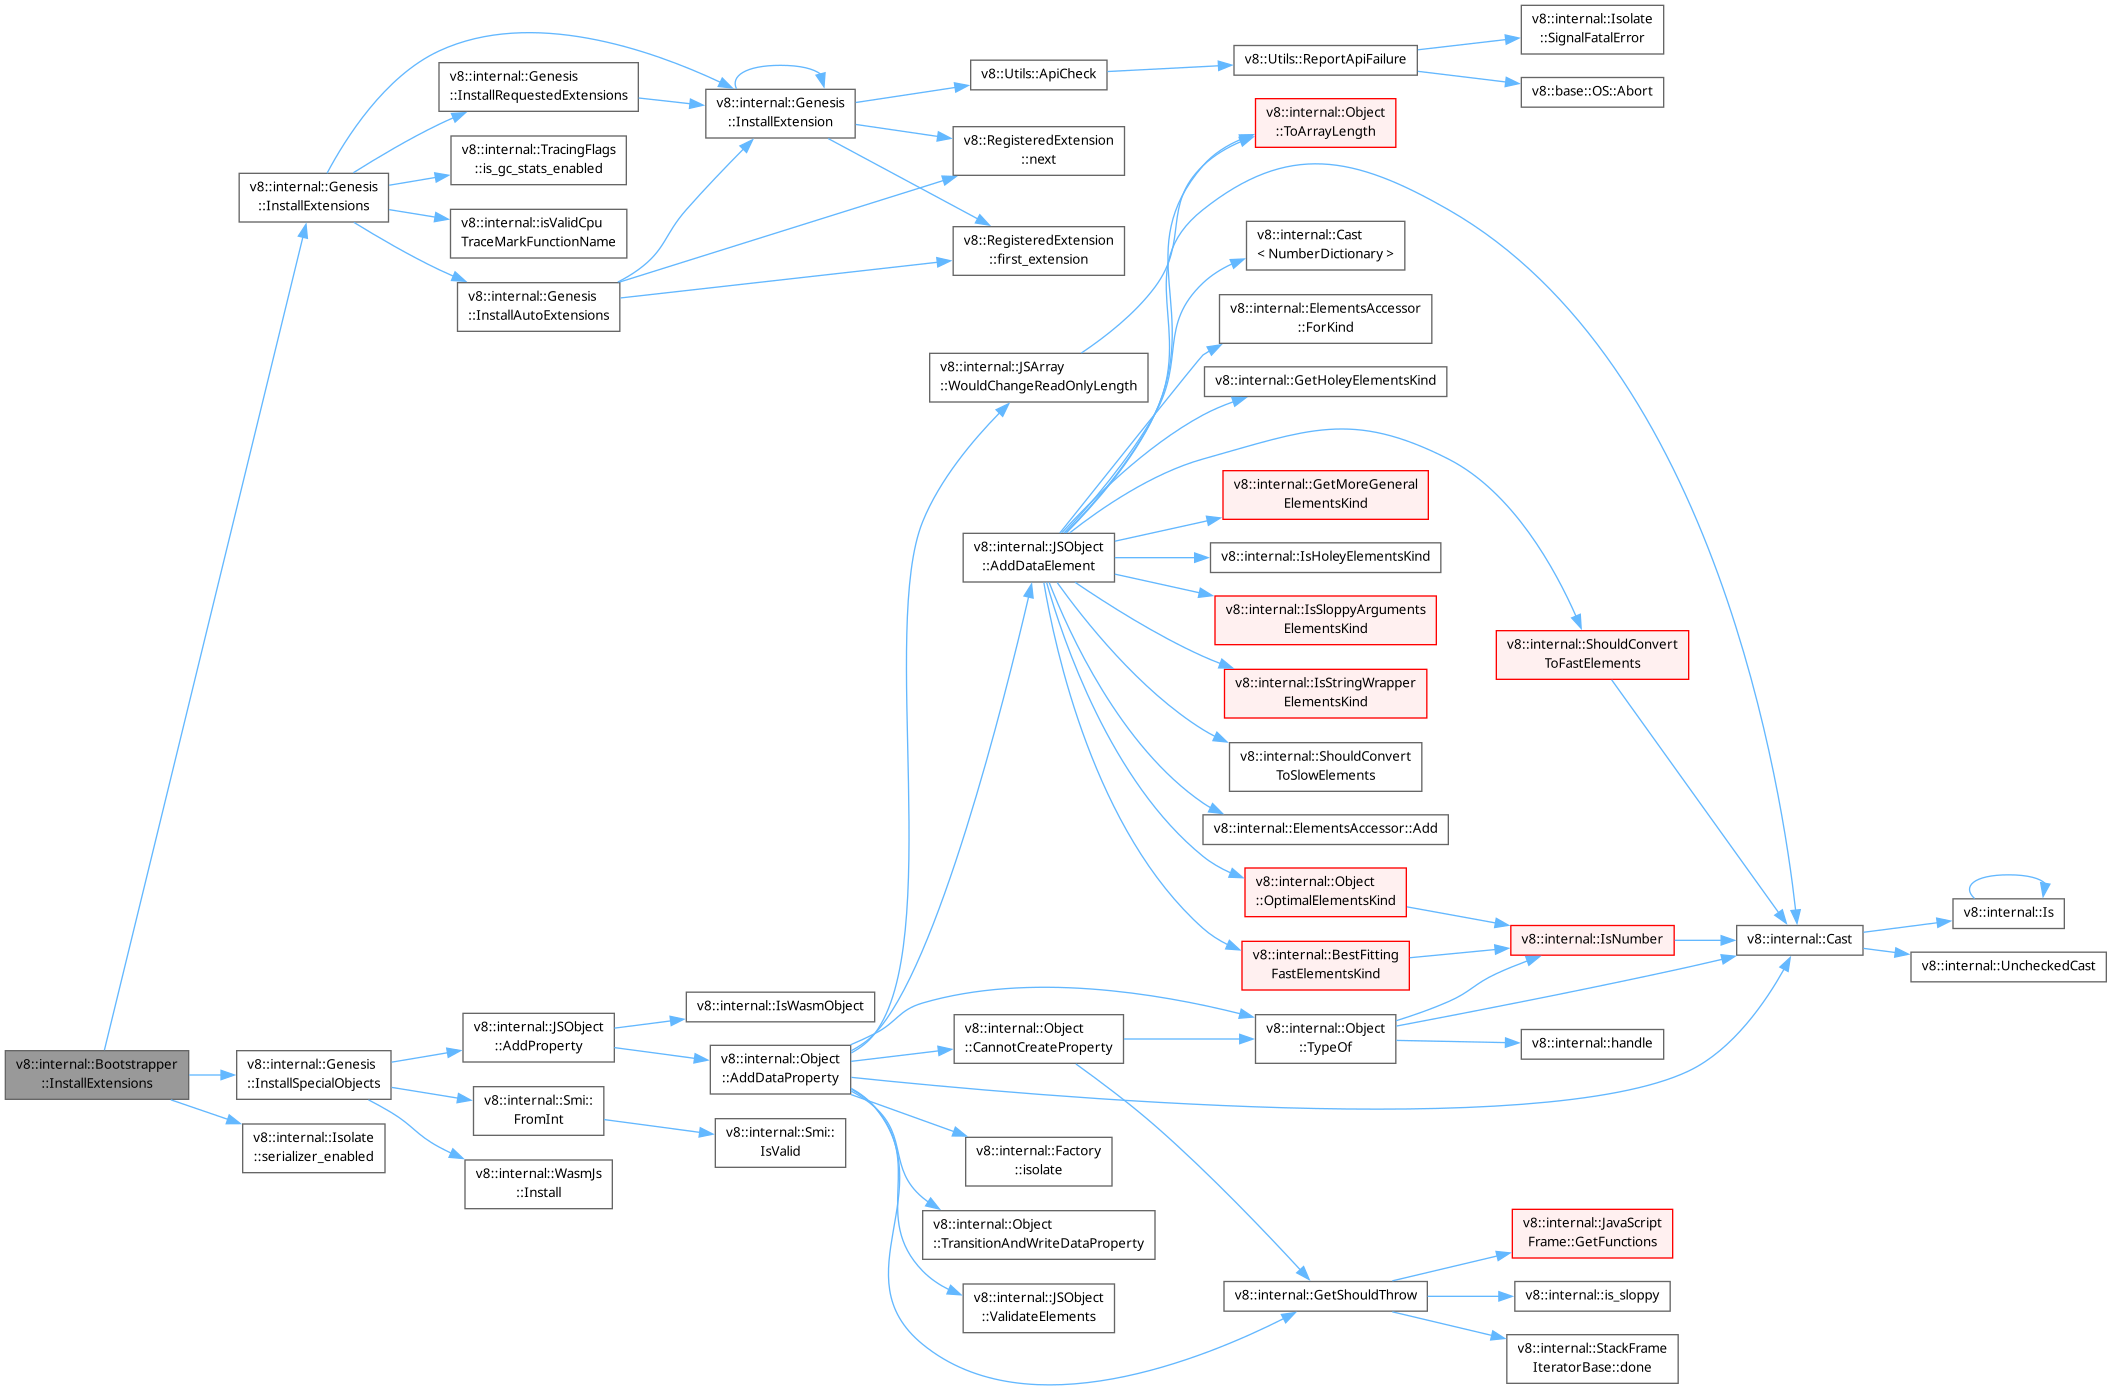 v8::internal::Bootstrapper
::InstallExtensions
v8::internal::Genesis
::InstallExtensions
v8::internal::Genesis
::InstallSpecialObjects
v8::internal::Isolate
::serializer_enabled
v8::internal::Genesis
::InstallRequestedExtensions
v8::internal::TracingFlags
::is_gc_stats_enabled
v8::internal::isValidCpu
TraceMarkFunctionName
v8::internal::Genesis
::InstallAutoExtensions
v8::internal::JSObject
::AddProperty
v8::internal::Smi::
FromInt
v8::internal::WasmJs
::Install
v8::internal::Genesis
::InstallExtension
v8::internal::IsWasmObject
v8::internal::Object
::AddDataProperty
v8::internal::Smi::
IsValid
v8::Utils::ApiCheck
v8::RegisteredExtension
::next
v8::RegisteredExtension
::first_extension
v8::internal::JSArray
::WouldChangeReadOnlyLength
v8::internal::JSObject
::AddDataElement
v8::internal::Object
::CannotCreateProperty
v8::internal::Factory
::isolate
v8::internal::Object
::TransitionAndWriteDataProperty
v8::internal::JSObject
::ValidateElements
v8::Utils::ReportApiFailure
v8::internal::Object
::ToArrayLength
v8::internal::Cast
< NumberDictionary >
v8::internal::ElementsAccessor
::ForKind
v8::internal::GetHoleyElementsKind
v8::internal::GetMoreGeneral
ElementsKind
v8::internal::IsHoleyElementsKind
v8::internal::IsSloppyArguments
ElementsKind
v8::internal::IsStringWrapper
ElementsKind
v8::internal::ShouldConvert
ToSlowElements
v8::internal::ElementsAccessor::Add
v8::internal::Object
::OptimalElementsKind
v8::internal::BestFitting
FastElementsKind
v8::internal::Object
::TypeOf
v8::internal::GetShouldThrow
v8::internal::Isolate
::SignalFatalError
v8::base::OS::Abort
v8::internal::ShouldConvert
ToFastElements
v8::internal::IsNumber
v8::internal::handle
v8::internal::JavaScript
Frame::GetFunctions
v8::internal::is_sloppy
v8::internal::StackFrame
IteratorBase::done
v8::internal::Cast
v8::internal::Is
v8::internal::UncheckedCast